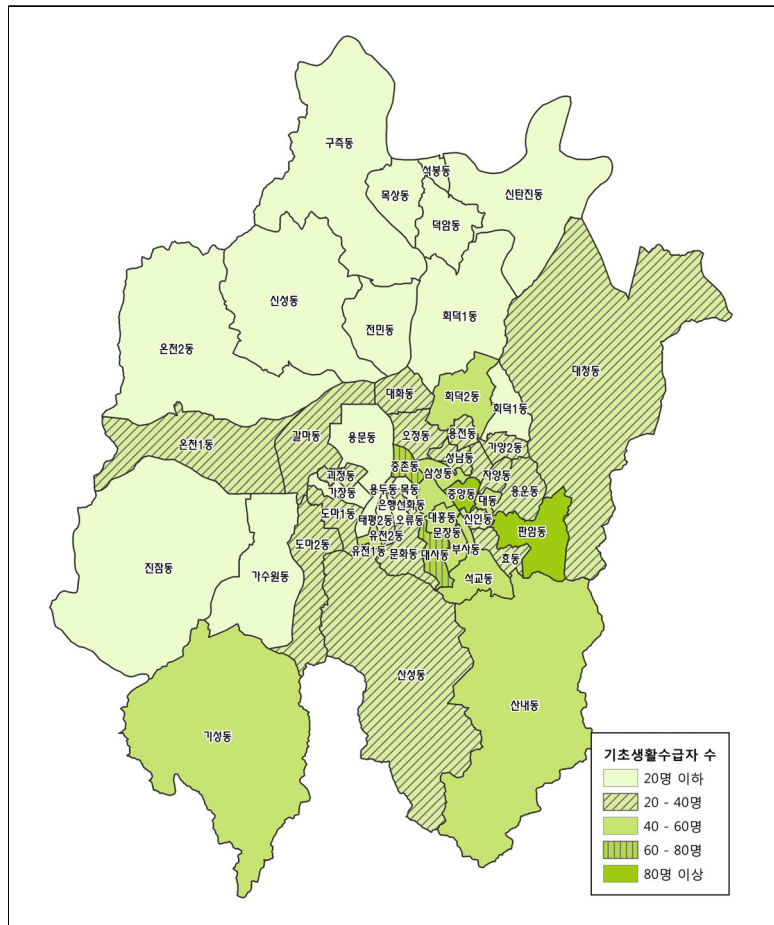 구즉동
석봉동
목상동
신탄진동
덕암동
신성동
전민동
회덕1동
온천2동
대청동
대화동
회덕2동
회덕1동
온천1동
갈마동
용문동
오정동
용전동
가양2동
성남동
중촌동
삼성동
자양동
괴정동
가장동
용두동
목동
중앙동
대동
용운동
은행선화동
도마1동
태평2동
오류동
대흥동
신인동
판암동
유천2동
문창동
도마2동
유천1동
문화동
대사동
부사동
효동
석교동
진잠동
가수원동
산성동
산내동
기성동
기초생활수급자 수
20명 이하
20 - 40명
40 - 60명
60 - 80명
80명 이상